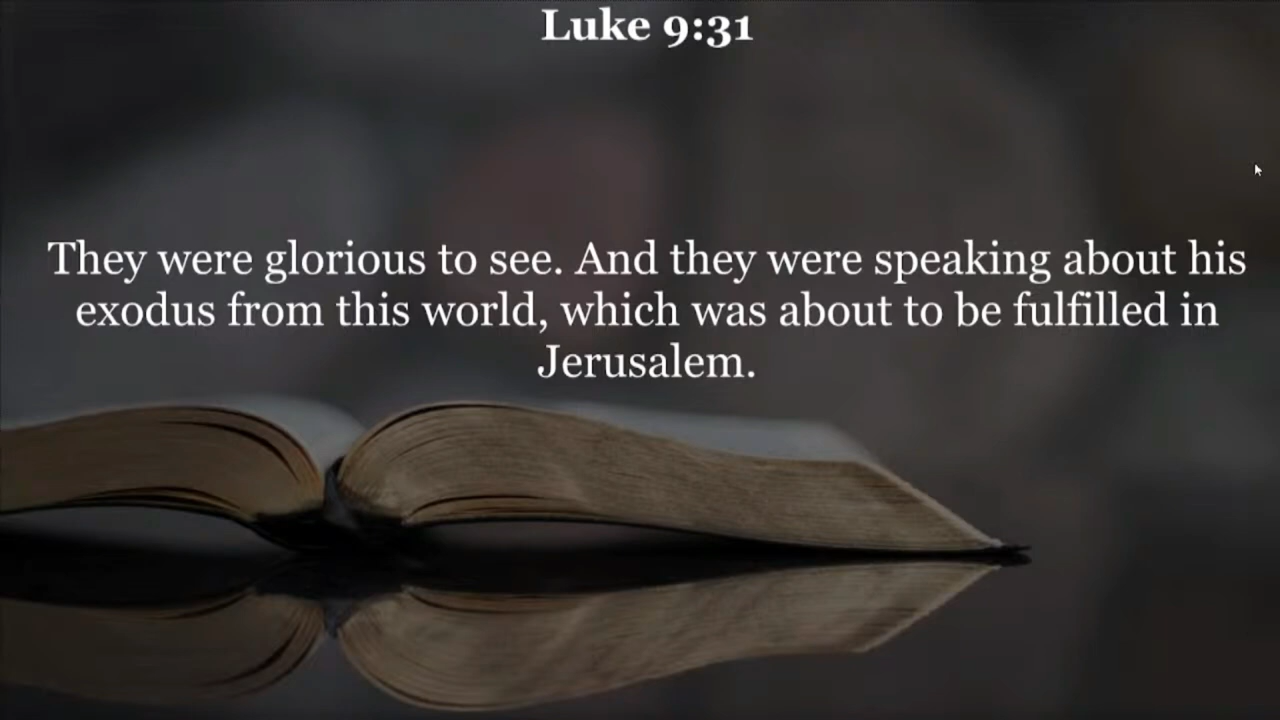 Luke 9:31
They were glorious to see. And they were speaking about his
exodus from this world, which was about to be fulfilled in
Jerusalem.